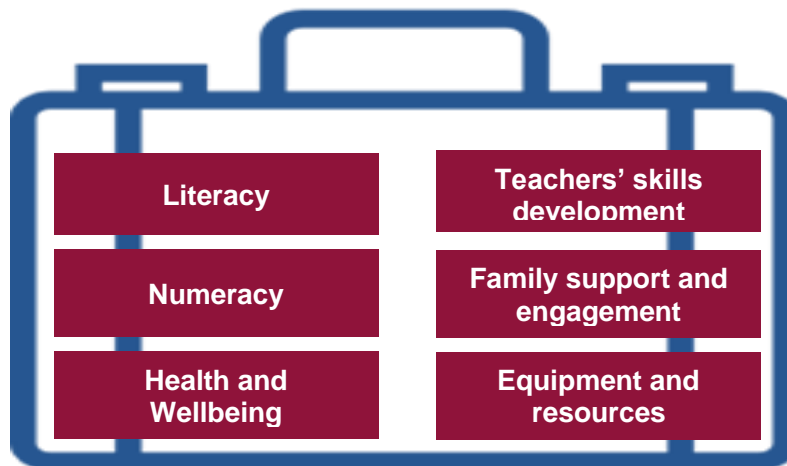 Literacy
Numeracy
Health and
Wellbeing
Teachers’ skills
development
Family support and
engagement
Equipment and
resources